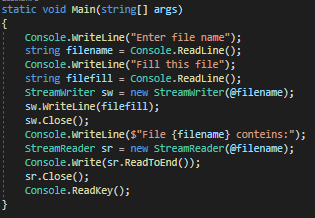 static void Main(string[] args)
{
Console.WriteLine("Enter file name");
string filename = Console.ReadLine();
Console.WriteLine("Fill this file");
string filefill = Console.ReadLine();
StreamWriter sw = new StreamWriter(@filename);
sw.WriteLine(filefill);
sw.Close();
Console.WriteLine($"File {filename} conteins:");
StreamReader sr = new StreamReader(@filename);
Console.Write(sr.ReadToEnd());
sr.Close();
Console.ReadKey();
}